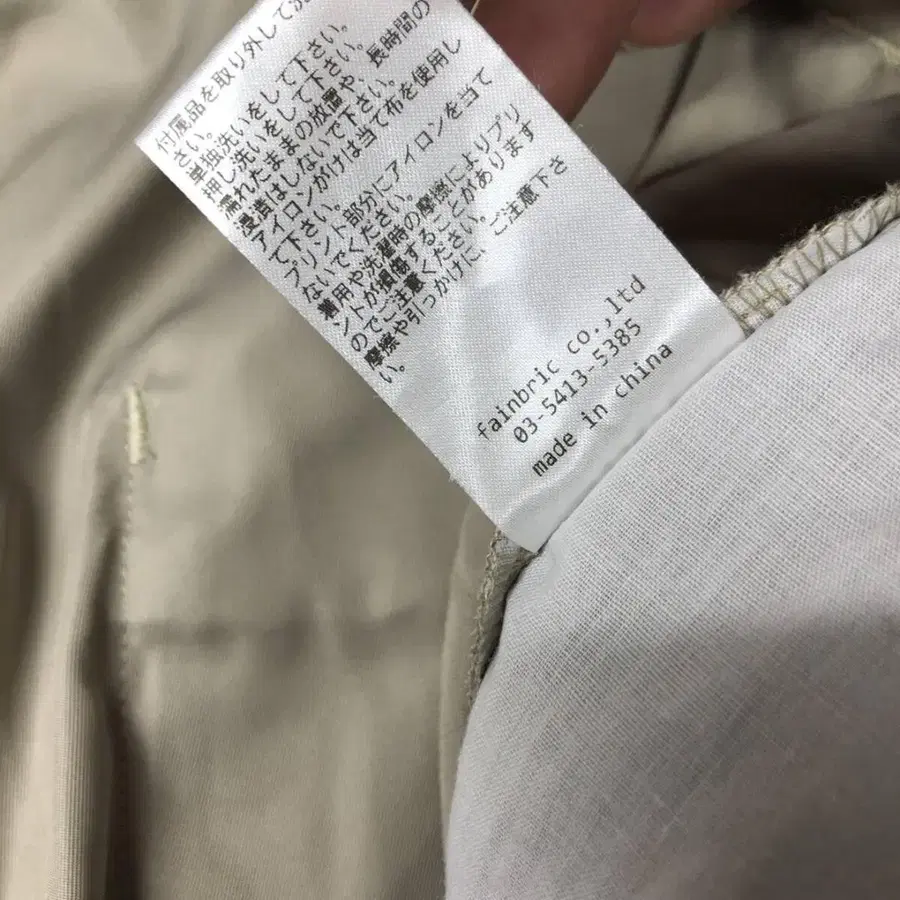 付属品を取り外して洗
さい。
単独洗いをして下さい。
押し洗いをして下さい。
濡れたままの放置や、長時間の
浸漬はしないで下さい。
アイロンがけは当て布を使用し
て下さい。
プリント部分にアイロンを当て
ないでください。
着用や洗濯時の摩擦によりプリ
ントが損傷することがあります
のでご注意ください。
摩擦や引っかけに、ご注意下さ
い。
fainbric co.,ltd
03-5413-5385
made in china